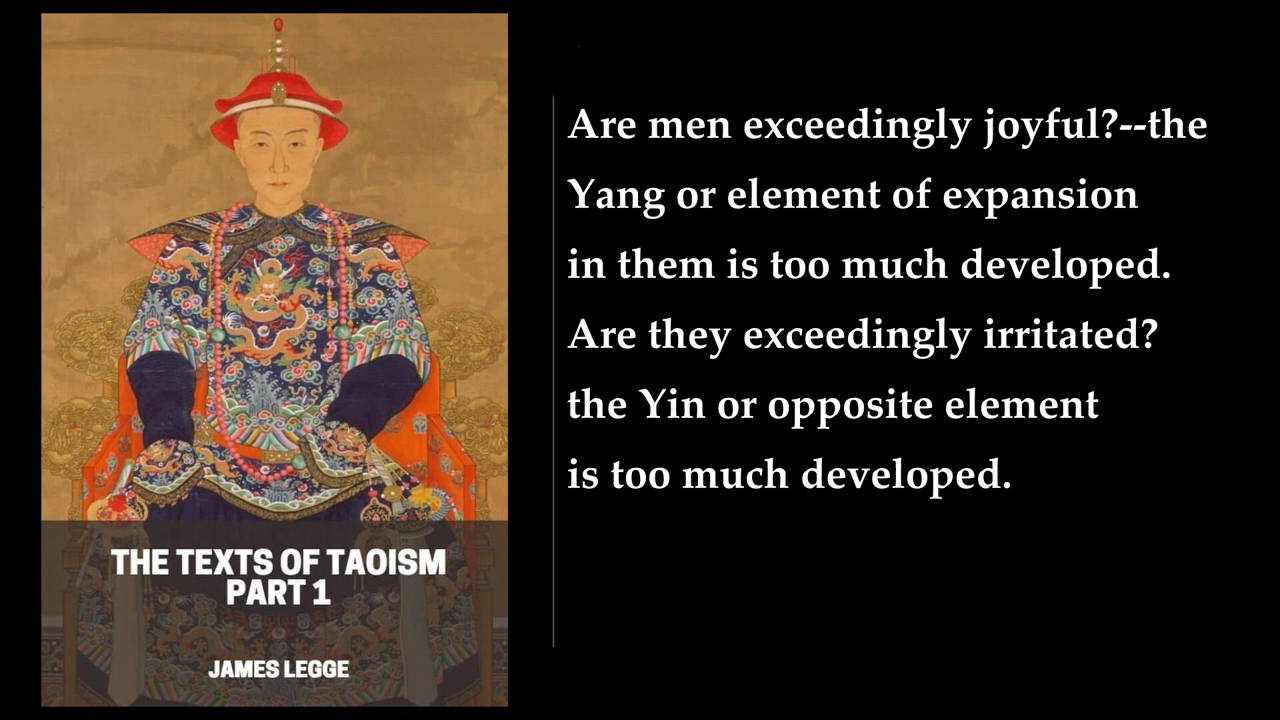 THE TEXTS OF TAOISM
PART 1
JAMES LEGGE
Are men exceedingly joyful?--the
Yang or element of expansion
in them is too much developed.
Are they exceedingly irritated?
the Yin or opposite element
is too much developed.